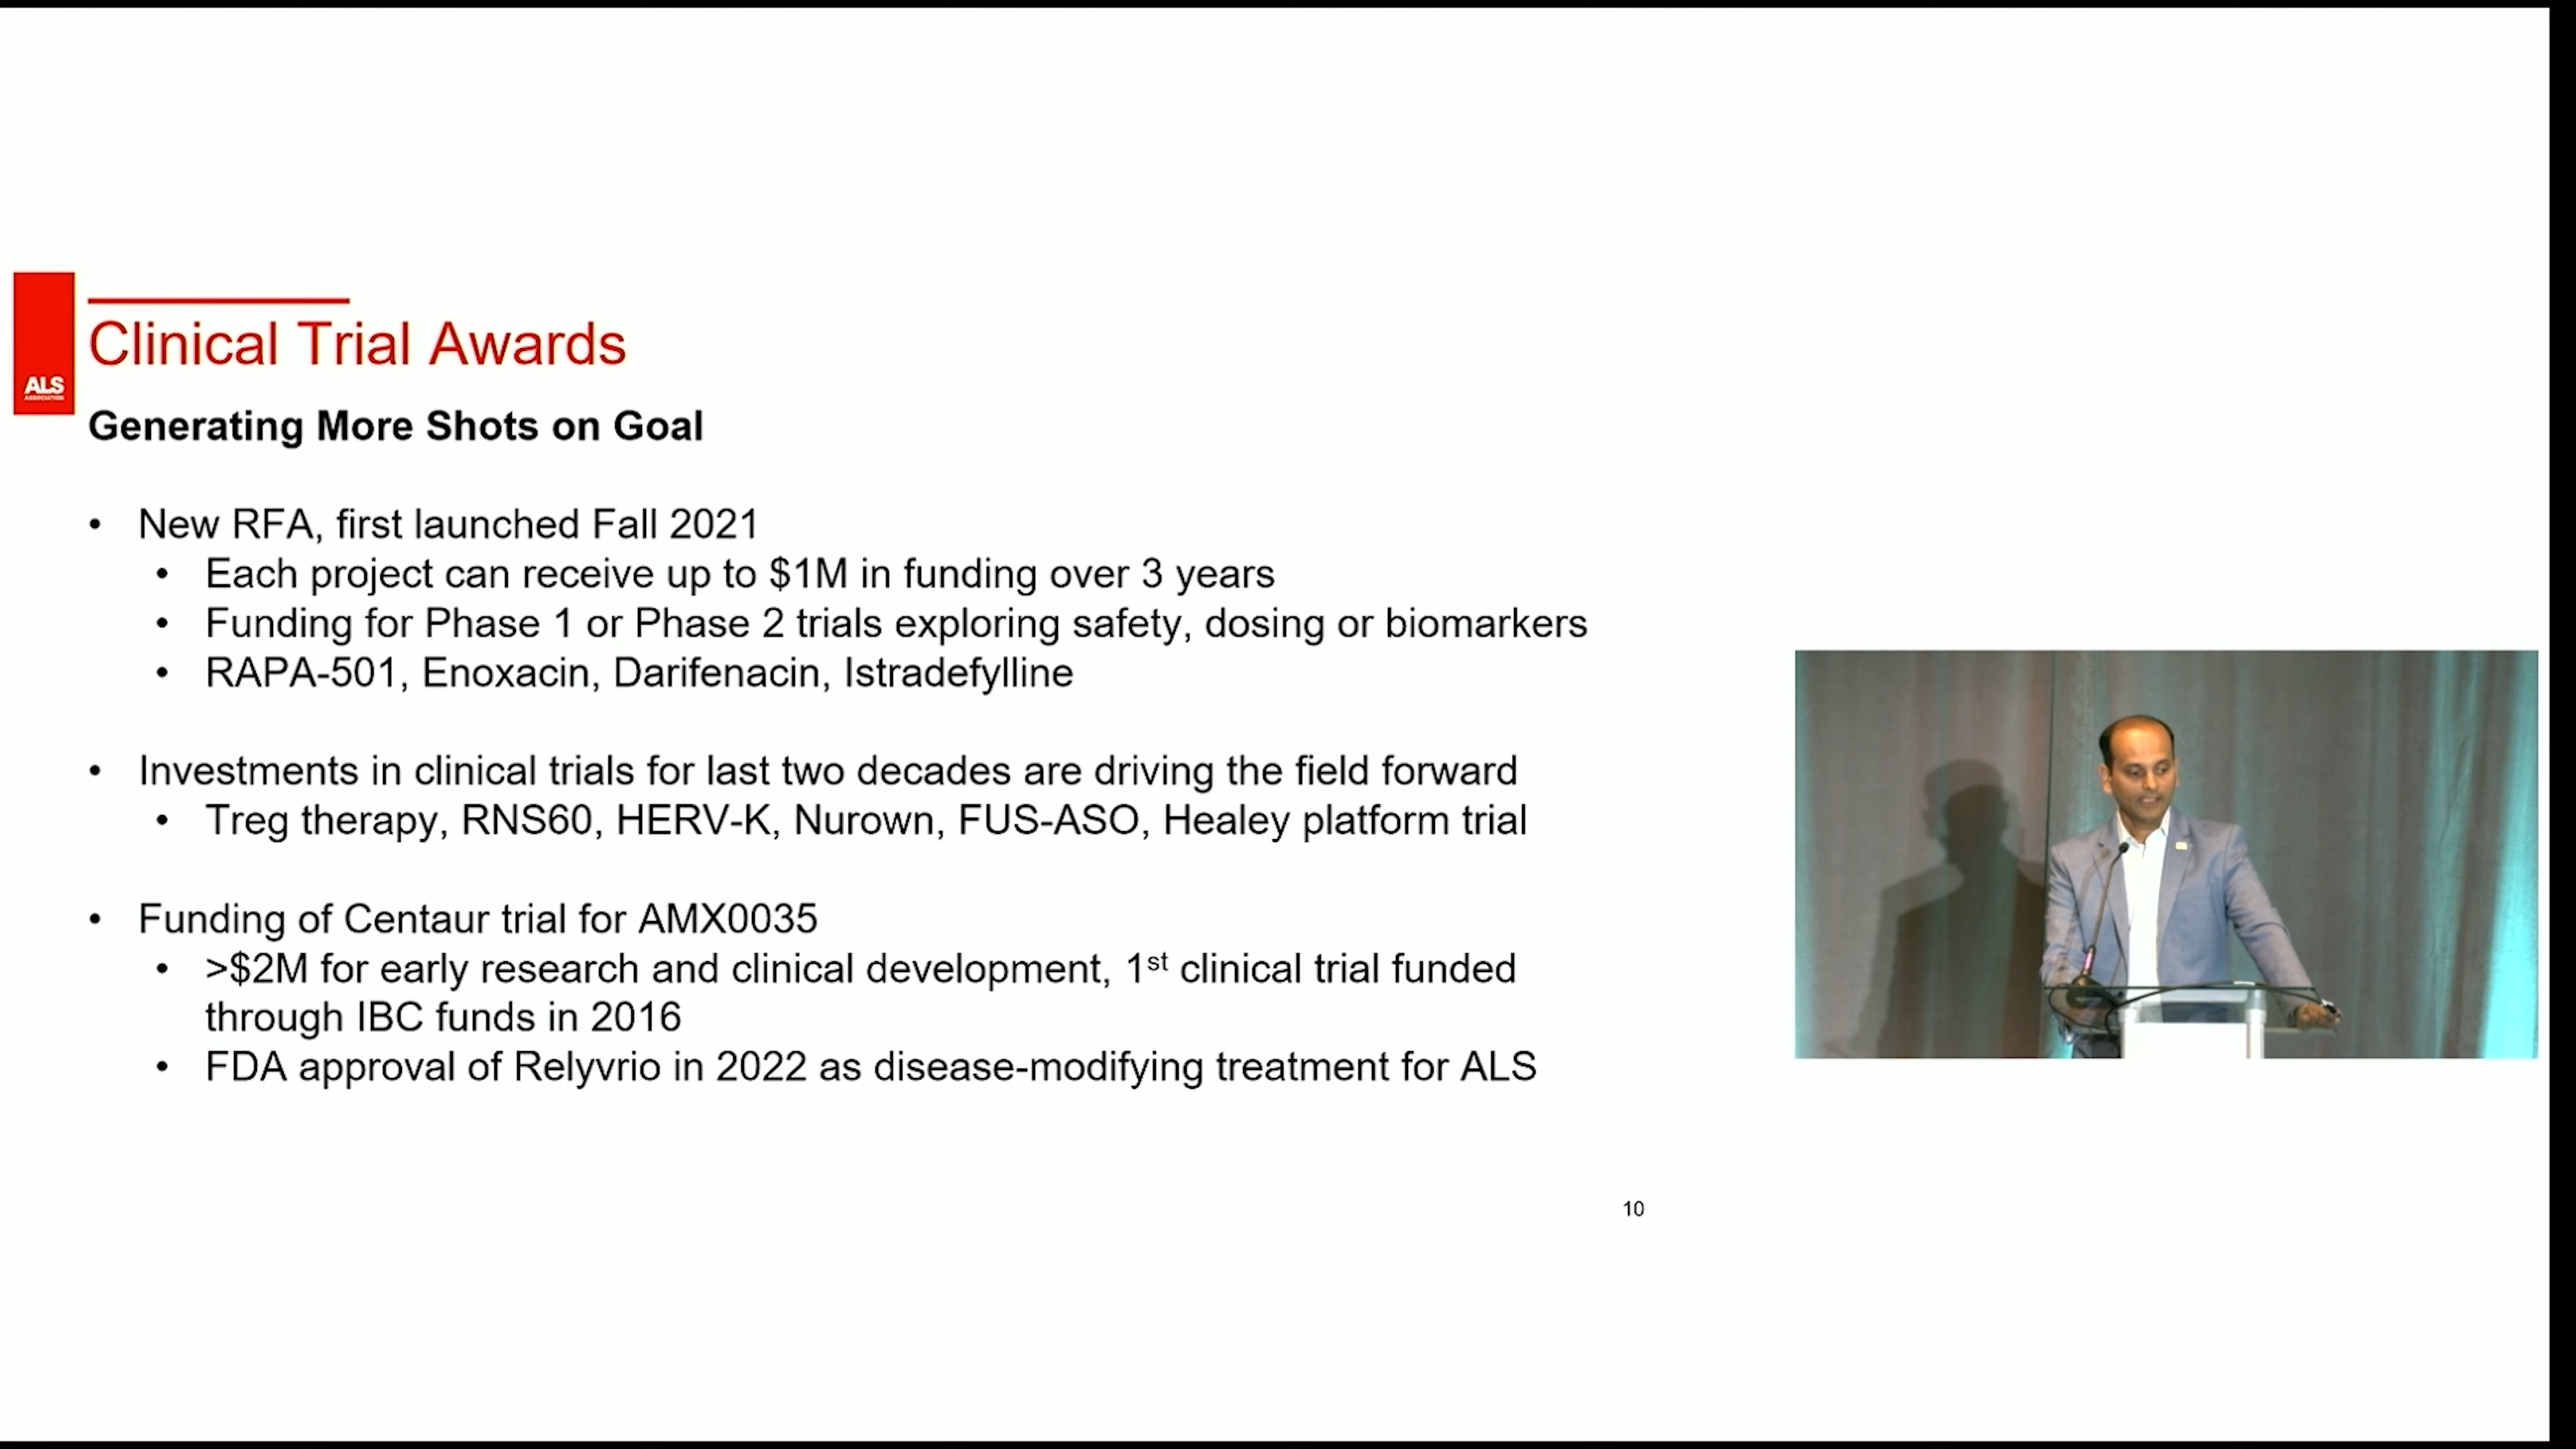 Clinical Trial Awards
ALS
ASSOCIATION
Generating More Shots on Goal
• New RFA, first launched Fall 2021
• Each project can receive up to $1M in funding over 3 years
• Funding for Phase 1 or Phase 2 trials exploring safety, dosing or biomarkers
• RAPA-501, Enoxacin, Darifenacin, Istradefylline
• Investments in clinical trials for last two decades are driving the field forward
• Treg therapy, RNS60, HERV-K, Nurown, FUS-ASO, Healey platform trial
• Funding of Centaur trial for AMX0035
• >$2M for early research and clinical development, 1st clinical trial funded
through IBC funds in 2016
• FDA approval of Relyvrio in 2022 as disease-modifying treatment for ALS
10